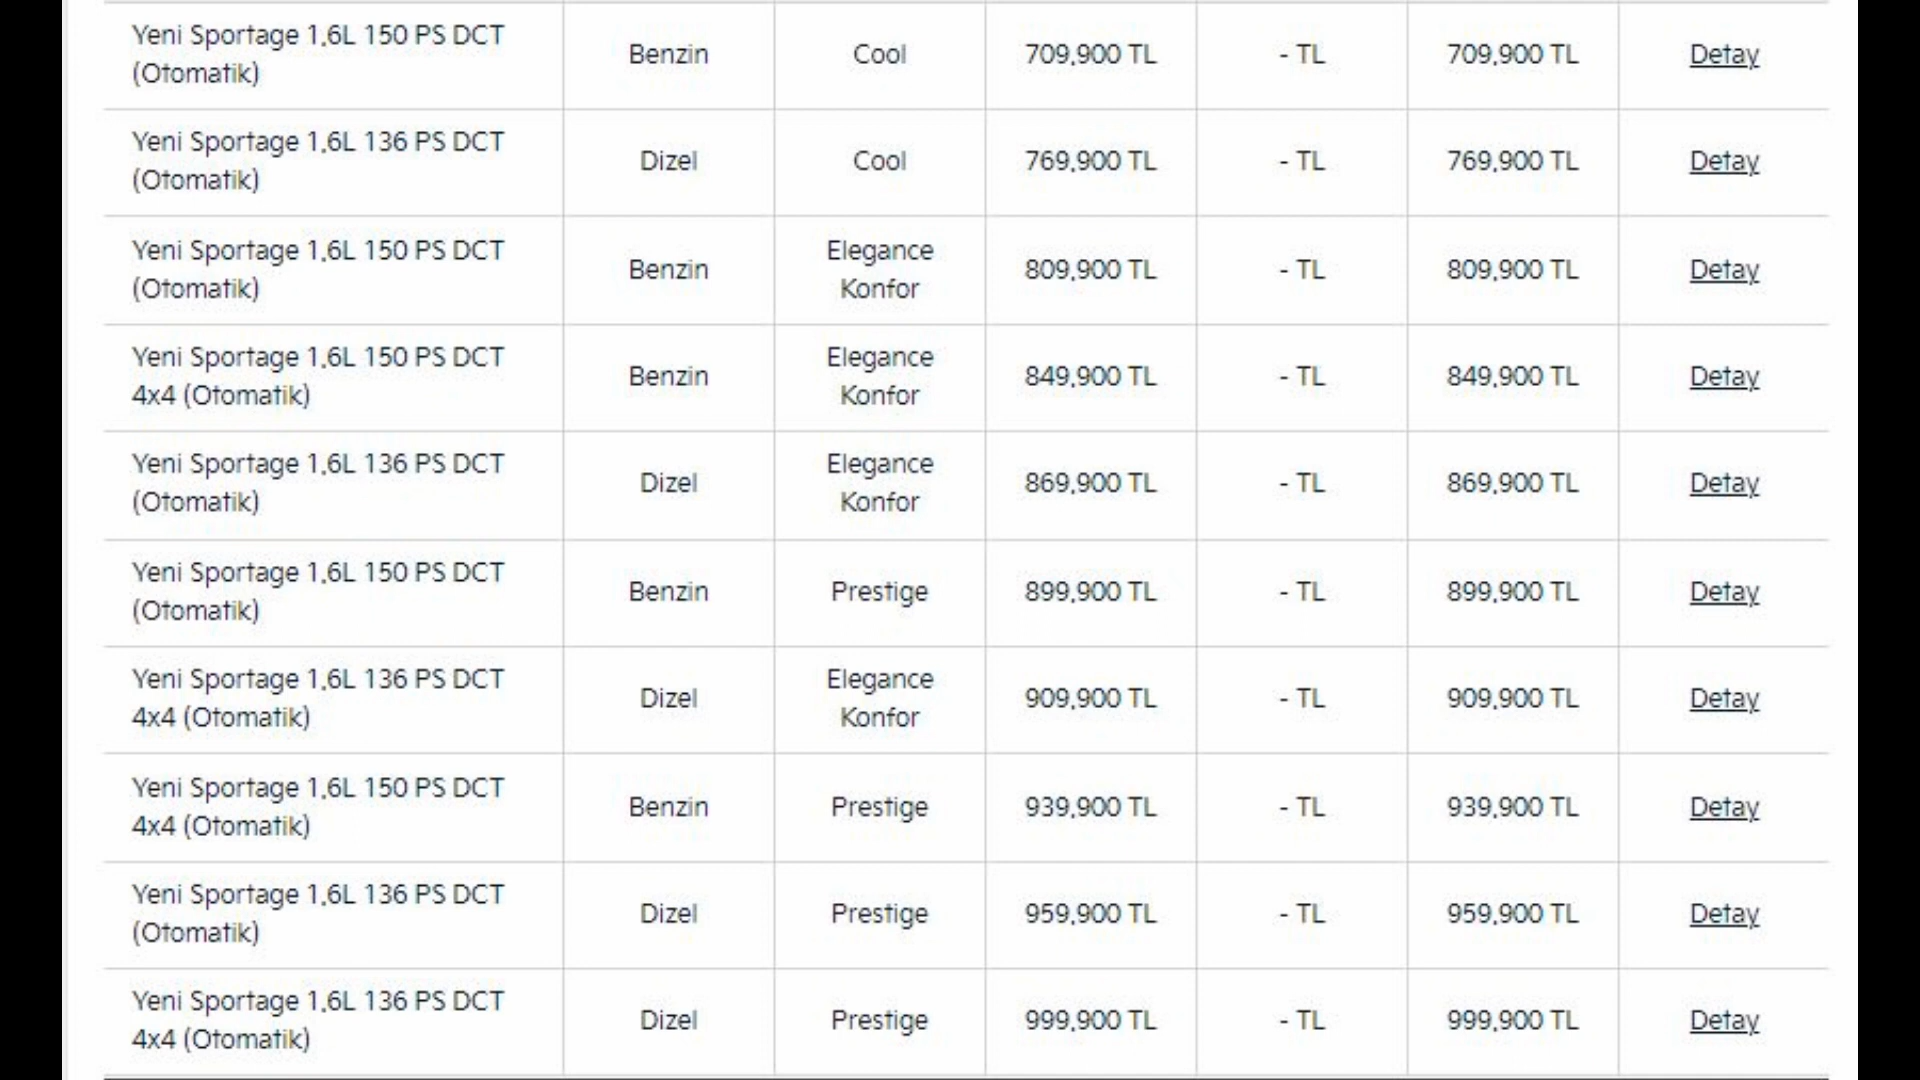 Yeni Sportage 1.6L 150 PS DCT
(Otomatik)
Benzin
Cool
709,900 TL
- TL
709,900 TL
Detay
Yeni Sportage 1.6L 136 PS DCT
(Otomatik)
Dizel
Cool
769,900 TL
- TL
769,900 TL
Detay
Yeni Sportage 1.6L 150 PS DCT
(Otomatik)
Benzin
Elegance
Konfor
809,900 TL
- TL
809,900 TL
Detay
Yeni Sportage 1.6L 150 PS DCT
4x4 (Otomatik)
Benzin
Elegance
Konfor
849,900 TL
- TL
849,900 TL
Detay
Yeni Sportage 1.6L 136 PS DCT
(Otomatik)
Dizel
Elegance
Konfor
869,900 TL
- TL
869,900 TL
Detay
Yeni Sportage 1.6L 150 PS DCT
(Otomatik)
Benzin
Prestige
899,900 TL
- TL
899,900 TL
Detay
Yeni Sportage 1.6L 136 PS DCT
4x4 (Otomatik)
Dizel
Elegance
Konfor
909,900 TL
- TL
909,900 TL
Detay
Yeni Sportage 1.6L 150 PS DCT
4x4 (Otomatik)
Benzin
Prestige
939,900 TL
- TL
939,900 TL
Detay
Yeni Sportage 1.6L 136 PS DCT
(Otomatik)
Dizel
Prestige
959,900 TL
- TL
959,900 TL
Detay
Yeni Sportage 1.6L 136 PS DCT
4x4 (Otomatik)
Dizel
Prestige
999,900 TL
- TL
999,900 TL
Detay